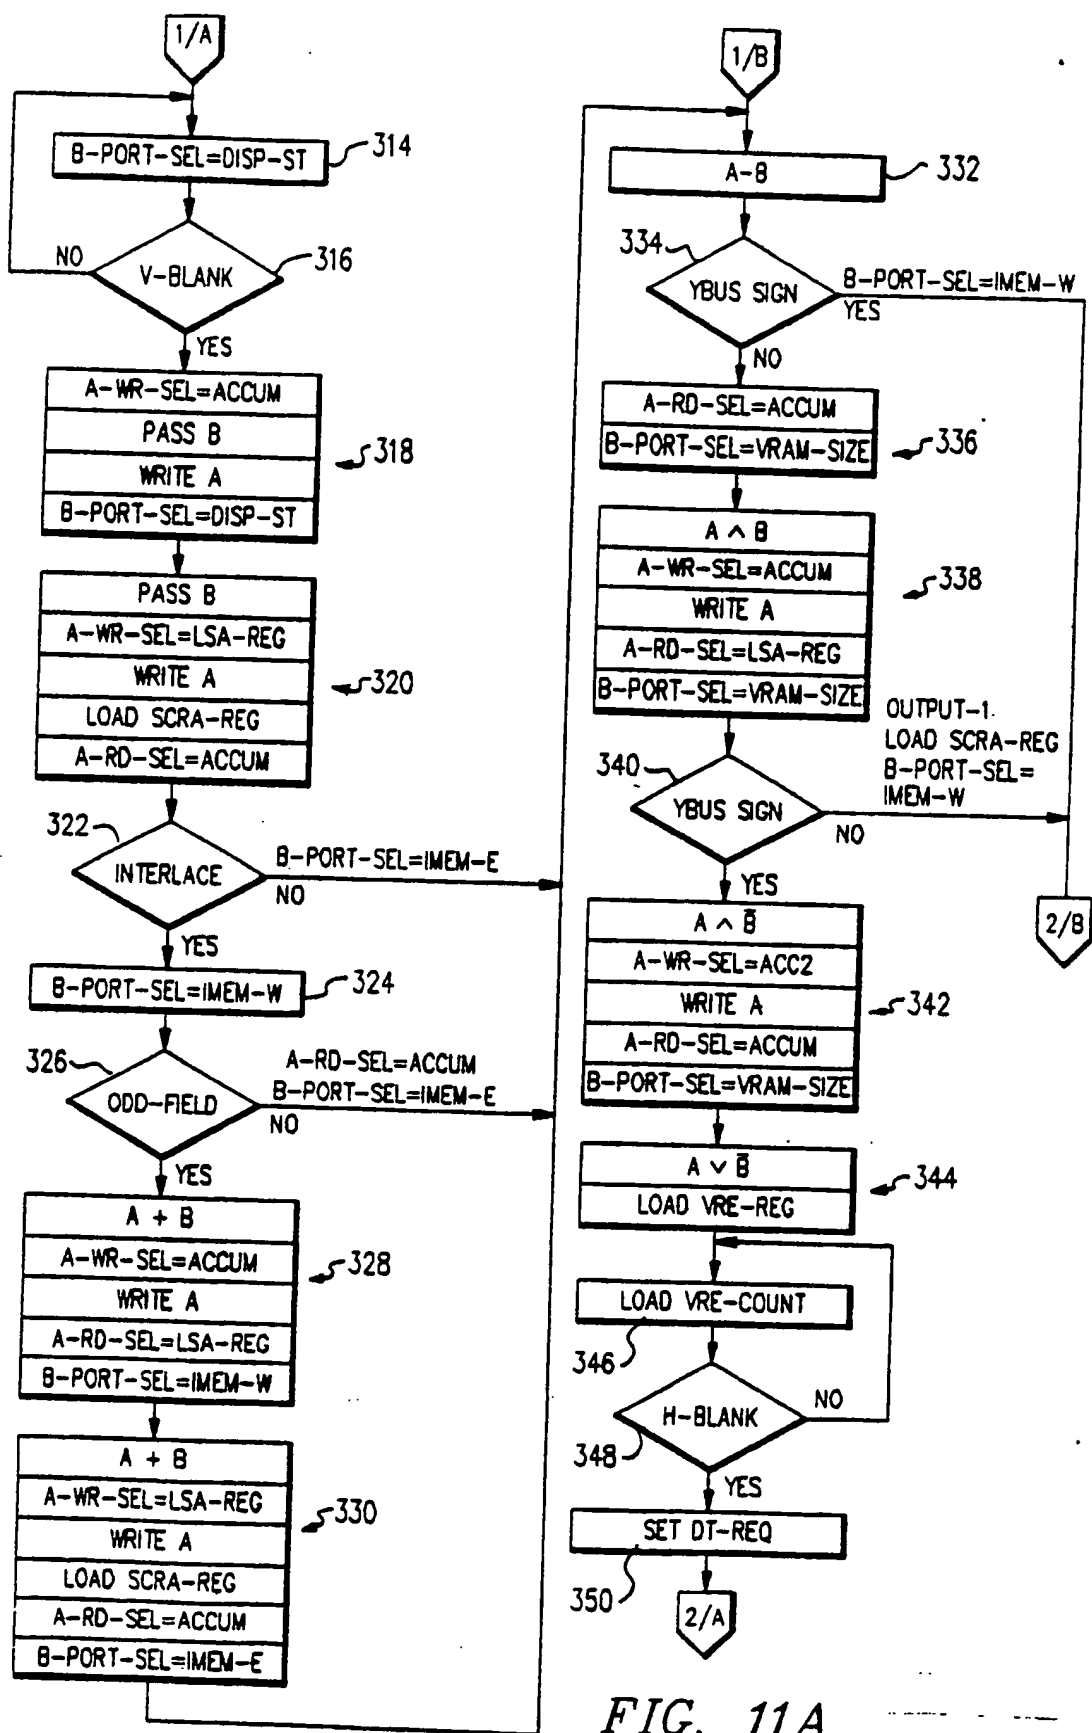 1/A
B-PORT-SEL=DISP-ST
314
V-BLANK
316
NO
YES
A-WR-SEL=ACCUM
PASS B
WRITE A
B-PORT-SEL=DISP-ST
318
PASS B
A-WR-SEL=LSA-REG
WRITE A
LOAD SCRA-REG
A-RD-SEL=ACCUM
320
322
INTERLACE
B-PORT-SEL=IMEM-E
NO
YES
B-PORT-SEL=IMEM-W
324
326
ODD-FIELD
A-RD-SEL=ACCUM
B-PORT-SEL=IMEM-E
NO
YES
A + B
A-WR-SEL=ACCUM
WRITE A
A-RD-SEL=LSA-REG
B-PORT-SEL=IMEM-W
328
A + B
A-WR-SEL=LSA-REG
WRITE A
LOAD SCRA-REG
A-RD-SEL=ACCUM
B-PORT-SEL=IMEM-E
330
1/B
A-B
332
334
YBUS SIGN
B-PORT-SEL=IMEM-W
YES
NO
A-RD-SEL=ACCUM
B-PORT-SEL=VRAM-SIZE
336
A ∧ B
A-WR-SEL=ACCUM
WRITE A
A-RD-SEL=LSA-REG
B-PORT-SEL=VRAM-SIZE
338
340
YBUS SIGN
OUTPUT-1
LOAD SCRA-REG
B-PORT-SEL=
IMEM-W
NO
YES
2/B
A ∧ B̄
A-WR-SEL=ACC2
WRITE A
A-RD-SEL=ACCUM
B-PORT-SEL=VRAM-SIZE
342
A ∨ B̄
LOAD VRE-REG
344
LOAD VRE-COUNT
346
H-BLANK
348
NO
YES
SET DT-REQ
350
2/A
FIG. 11A